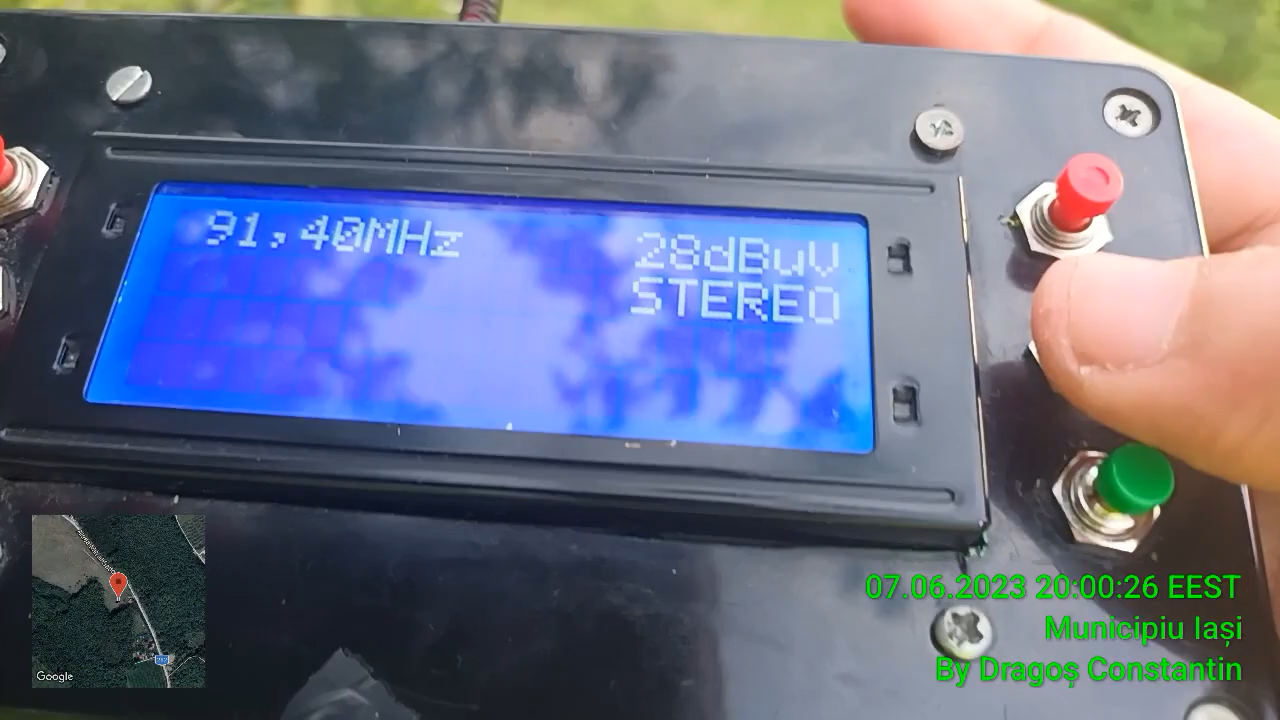 91,40MHz
28dBuV
STEREO
07.06.2023 20:00:26 EEST
Municipiu Iași
By Dragoș Constantin
Google